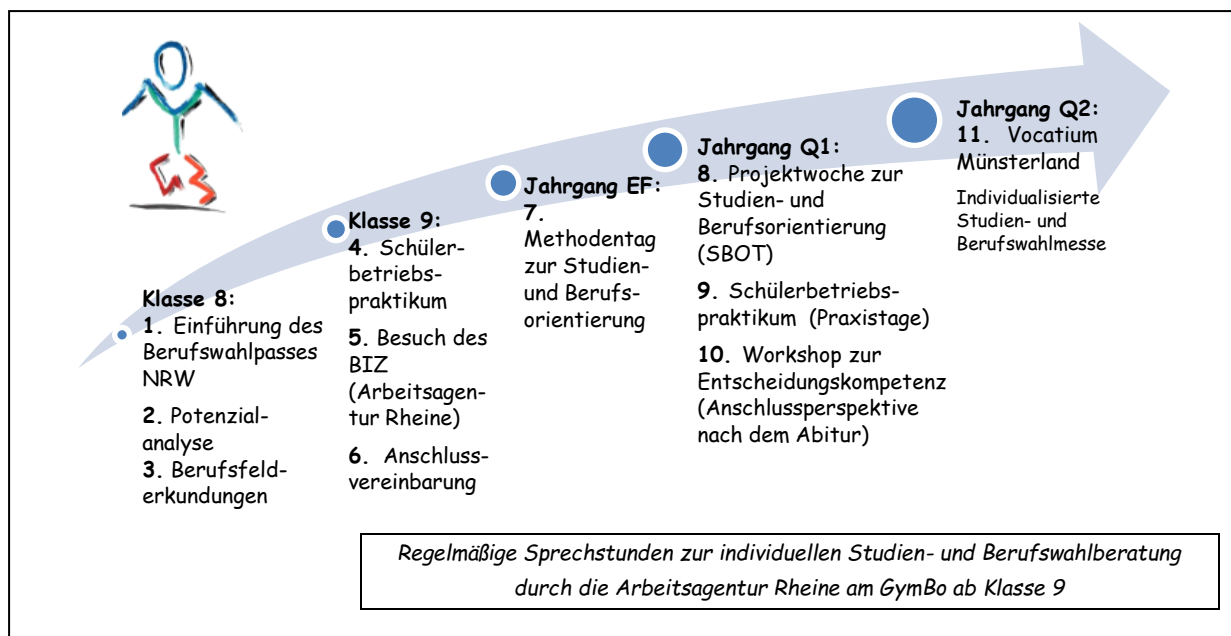 Klasse 8:
1. Einführung des
Berufswahlpasses
NRW
2. Potenzial-
analyse
3. Berufsfeld-
erkundungen
Klasse 9:
4. Schüler-
betriebs-
praktikum
5. Besuch des
BIZ
(Arbeitsagen-
tur Rheine)
6. Anschluss-
vereinbarung
Jahrgang EF:
7.
Methodentag
zur Studien-
und Berufs-
orientierung
Jahrgang Q1:
8. Projektwoche zur
Studien- und
Berufsorientierung
(SBOT)
9. Schülerbetriebs-
praktikum (Praxistage)
10. Workshop zur
Entscheidungskompetenz
(Anschlussperspektive
nach dem Abitur)
Jahrgang Q2:
11. Vocatium
Münsterland
Individualisierte
Studien- und
Berufswahlmesse
Regelmäßige Sprechstunden zur individuellen Studien- und Berufswahlberatung
durch die Arbeitsagentur Rheine am GymBo ab Klasse 9